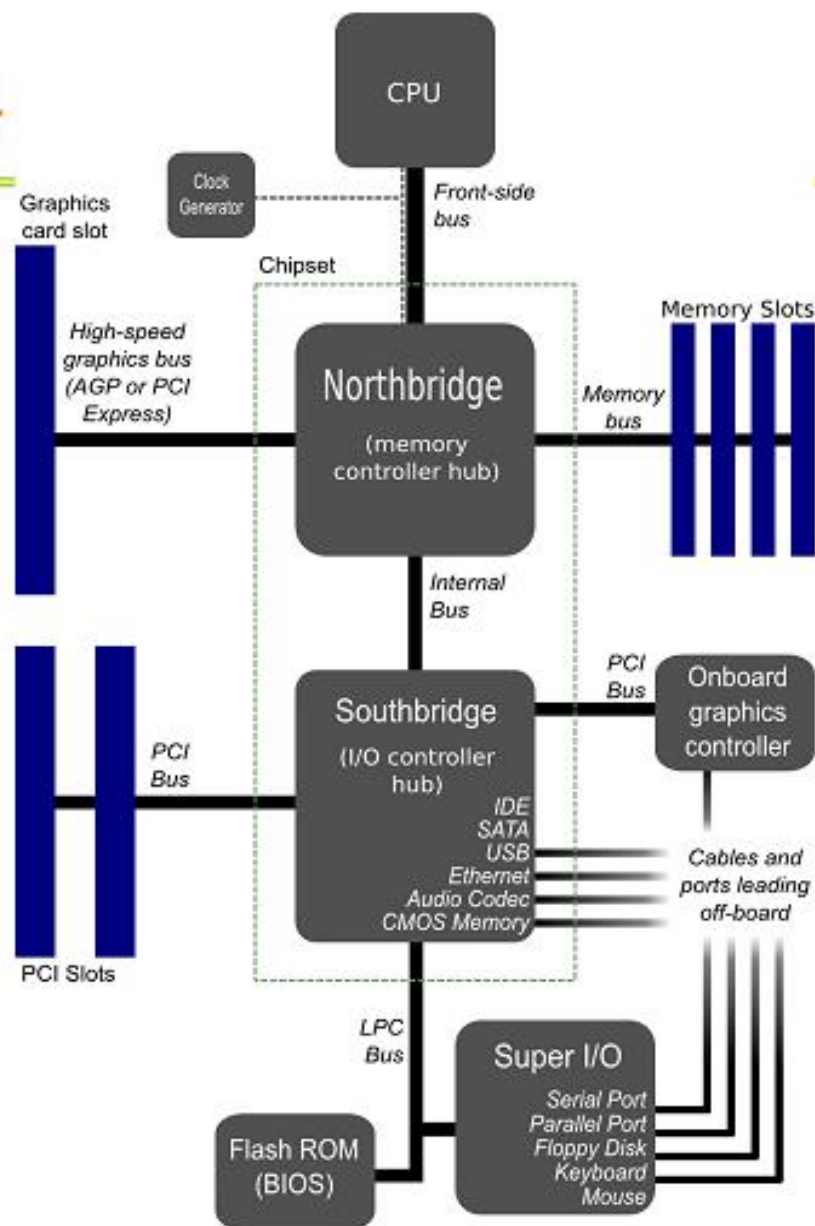 CPU
Clock
Generator
Front-side
bus
Graphics
card slot
Chipset
High-speed
graphics bus
(AGP or PCI
Express)
Northbridge
(memory
controller hub)
Memory Slots
Memory
bus
Internal
Bus
PCI
Bus
Onboard
graphics
controller
Southbridge
(I/O controller
hub)
PCI
Bus
IDE
SATA
USB
Ethernet
Audio Codec
CMOS Memory
Cables and
ports leading
off-board
PCI Slots
LPC
Bus
Super I/O
Serial Port
Parallel Port
Floppy Disk
Keyboard
Mouse
Flash ROM
(BIOS)